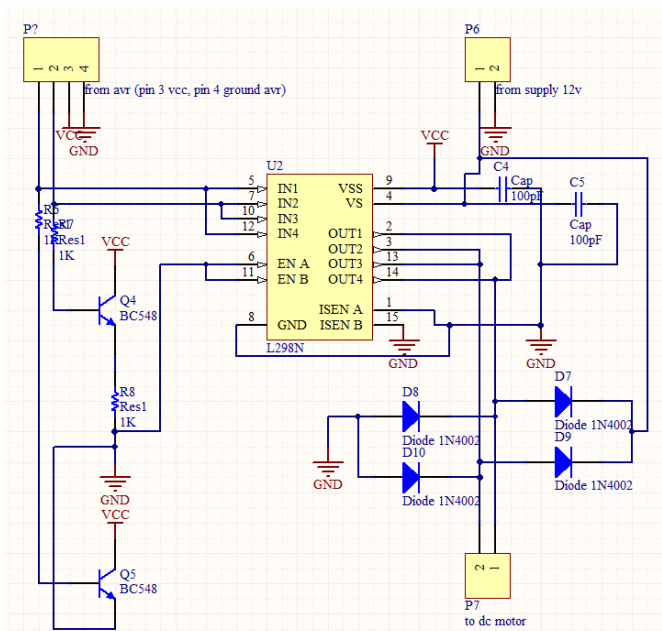 P?
P6
1 2 3 4
1 2
from avr (pin 3 vcc, pin 4 ground avr)
from supply 12v
VCC
GND
GND
VCC
U2
C4
Cap
100pF
C5
Cap
100pF
5 IN1
7 IN2
10 IN3
12 IN4
6 EN A
11 EN B
8 GND
VSS 9
VS 4
OUT1 2
OUT2 3
OUT3 13
OUT4 14
ISEN A 1
ISEN B 15
L298N
Res1
1K
VCC
Q4
BC548
R8
Res1
1K
GND
VCC
Q5
BC548
GND
GND
D8
Diode 1N4002
D10
Diode 1N4002
GND
D7
Diode 1N4002
D9
Diode 1N4002
2 1
P7
to dc motor